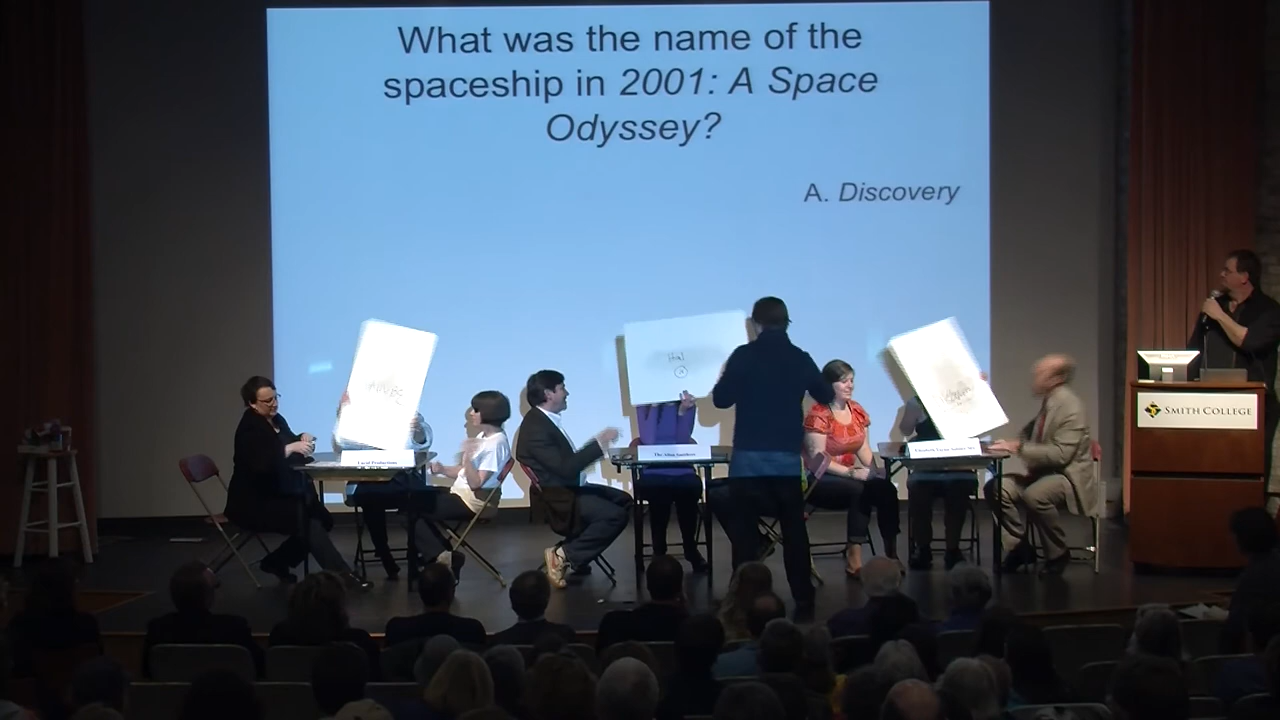 What was the name of the
spaceship in 2001: A Space
Odyssey?
A. Discovery
SMITH COLLEGE